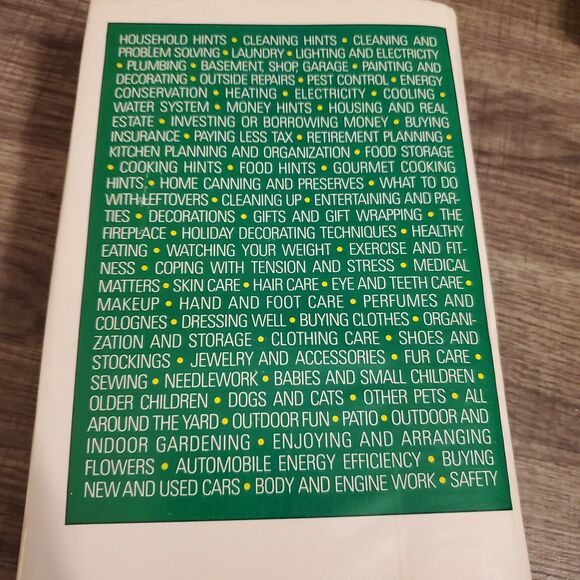 HOUSEHOLD HINTS • CLEANING HINTS • CLEANING AND
PROBLEM SOLVING • LAUNDRY • LIGHTING AND ELECTRICITY
• PLUMBING • BASEMENT, SHOP, GARAGE • PAINTING AND
DECORATING • OUTSIDE REPAIRS • PEST CONTROL • ENERGY
CONSERVATION • HEATING • ELECTRICITY • COOLING •
WATER SYSTEM • MONEY HINTS • HOUSING AND REAL
ESTATE • INVESTING OR BORROWING MONEY • BUYING
INSURANCE • PAYING LESS TAX • RETIREMENT PLANNING •
KITCHEN PLANNING AND ORGANIZATION • FOOD STORAGE
• COOKING HINTS • FOOD HINTS • GOURMET COOKING
HINTS • HOME CANNING AND PRESERVES • WHAT TO DO
WITH LEFTOVERS • CLEANING UP • ENTERTAINING AND PAR-
TIES • DECORATIONS • GIFTS AND GIFT WRAPPING • THE
FIREPLACE • HOLIDAY DECORATING TECHNIQUES • HEALTHY
EATING • WATCHING YOUR WEIGHT • EXERCISE AND FIT-
NESS • COPING WITH TENSION AND STRESS • MEDICAL
MATTERS • SKIN CARE • HAIR CARE • EYE AND TEETH CARE •
MAKEUP • HAND AND FOOT CARE • PERFUMES AND
COLOGNES • DRESSING WELL • BUYING CLOTHES • ORGANI-
ZATION AND STORAGE • CLOTHING CARE • SHOES AND
STOCKINGS • JEWELRY AND ACCESSORIES • FUR CARE •
SEWING • NEEDLEWORK • BABIES AND SMALL CHILDREN •
OLDER CHILDREN • DOGS AND CATS • OTHER PETS • ALL
AROUND THE YARD • OUTDOOR FUN • PATIO • OUTDOOR AND
INDOOR GARDENING • ENJOYING AND ARRANGING
FLOWERS • AUTOMOBILE ENERGY EFFICIENCY • BUYING
NEW AND USED CARS • BODY AND ENGINE WORK • SAFETY